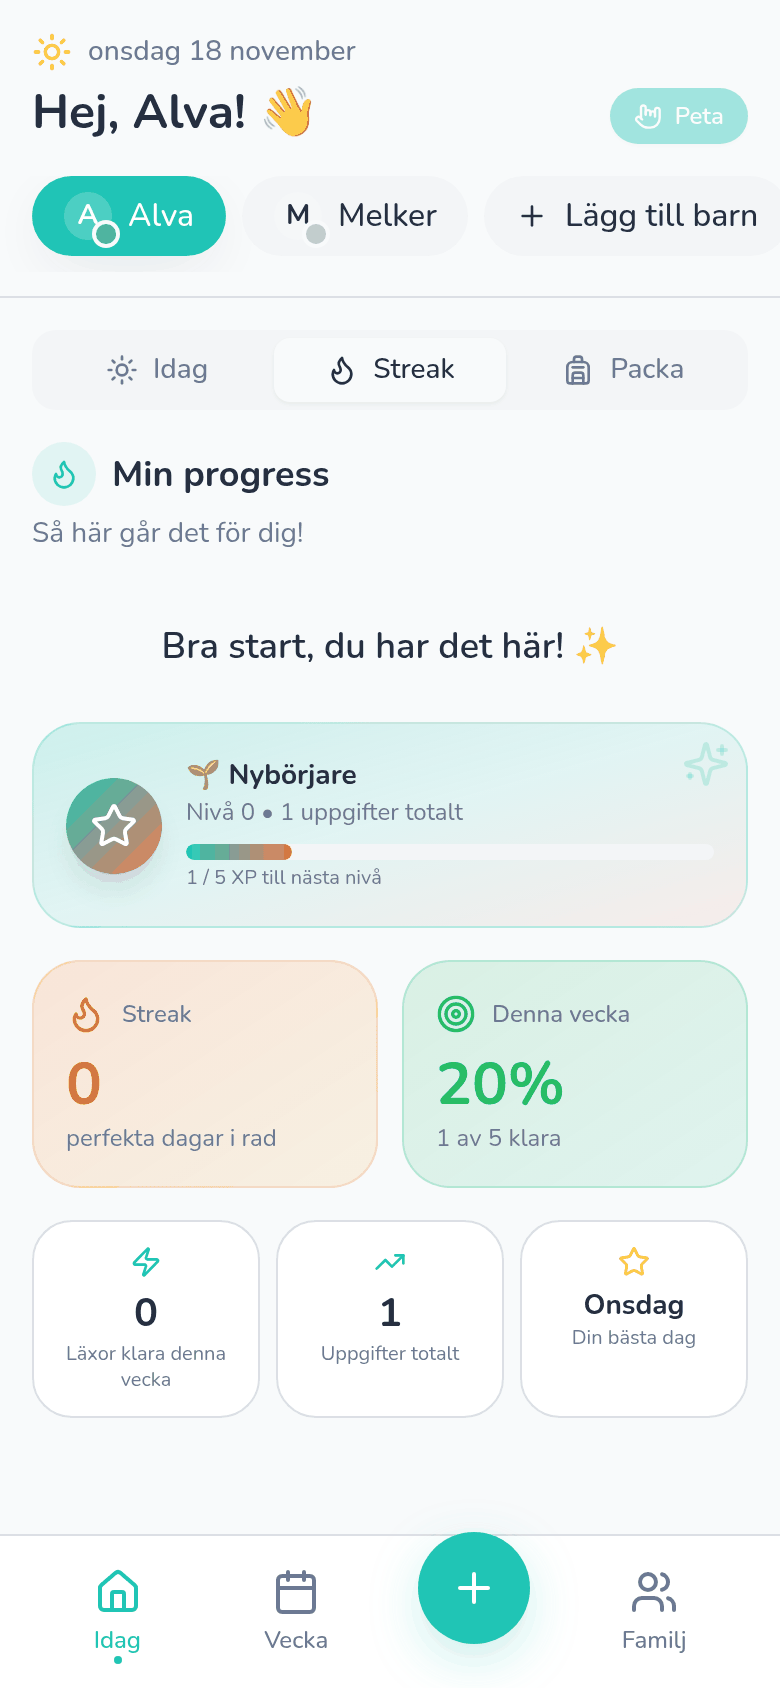 onsdag 18 november
Hej, Alva! 👋
Peta
A Alva
M Melker
+ Lägg till barn
Idag
Streak
Packa
Min progress
Så här går det för dig!
Bra start, du har det här! ✨
🌱 Nybörjare
Nivå 0 • 1 uppgifter totalt
1 / 5 XP till nästa nivå
Streak
0
perfekta dagar i rad
Denna vecka
20%
1 av 5 klara
0
Läxor klara denna
vecka
1
Uppgifter totalt
Onsdag
Din bästa dag
Idag
Vecka
Familj